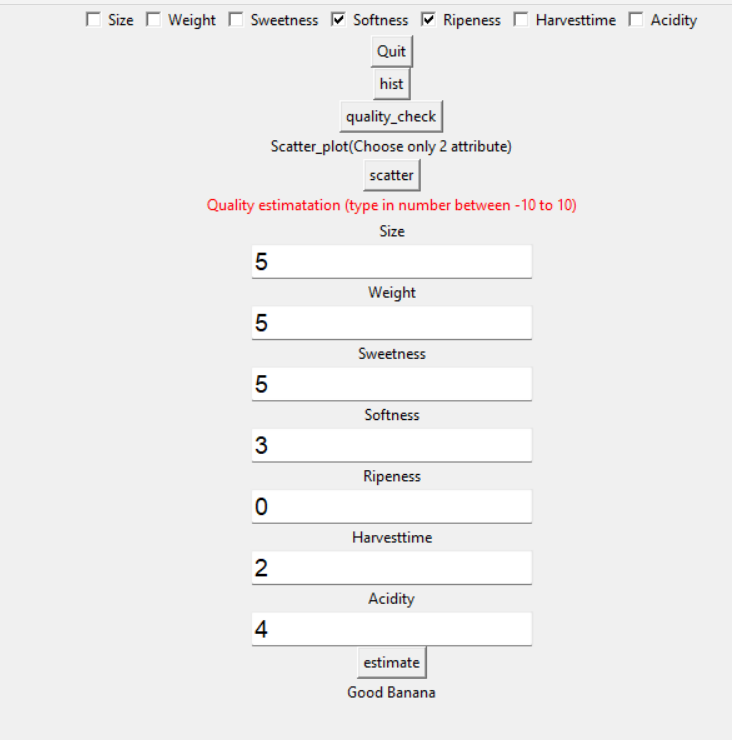 Size Weight Sweetness Softness Ripeness Harvesttime Acidity
Quit
hist
quality_check
Scatter_plot(Choose only 2 attribute)
scatter
Quality estimatation (type in number between -10 to 10)
Size
5
Weight
5
Sweetness
5
Softness
3
Ripeness
0
Harvesttime
2
Acidity
4
estimate
Good Banana